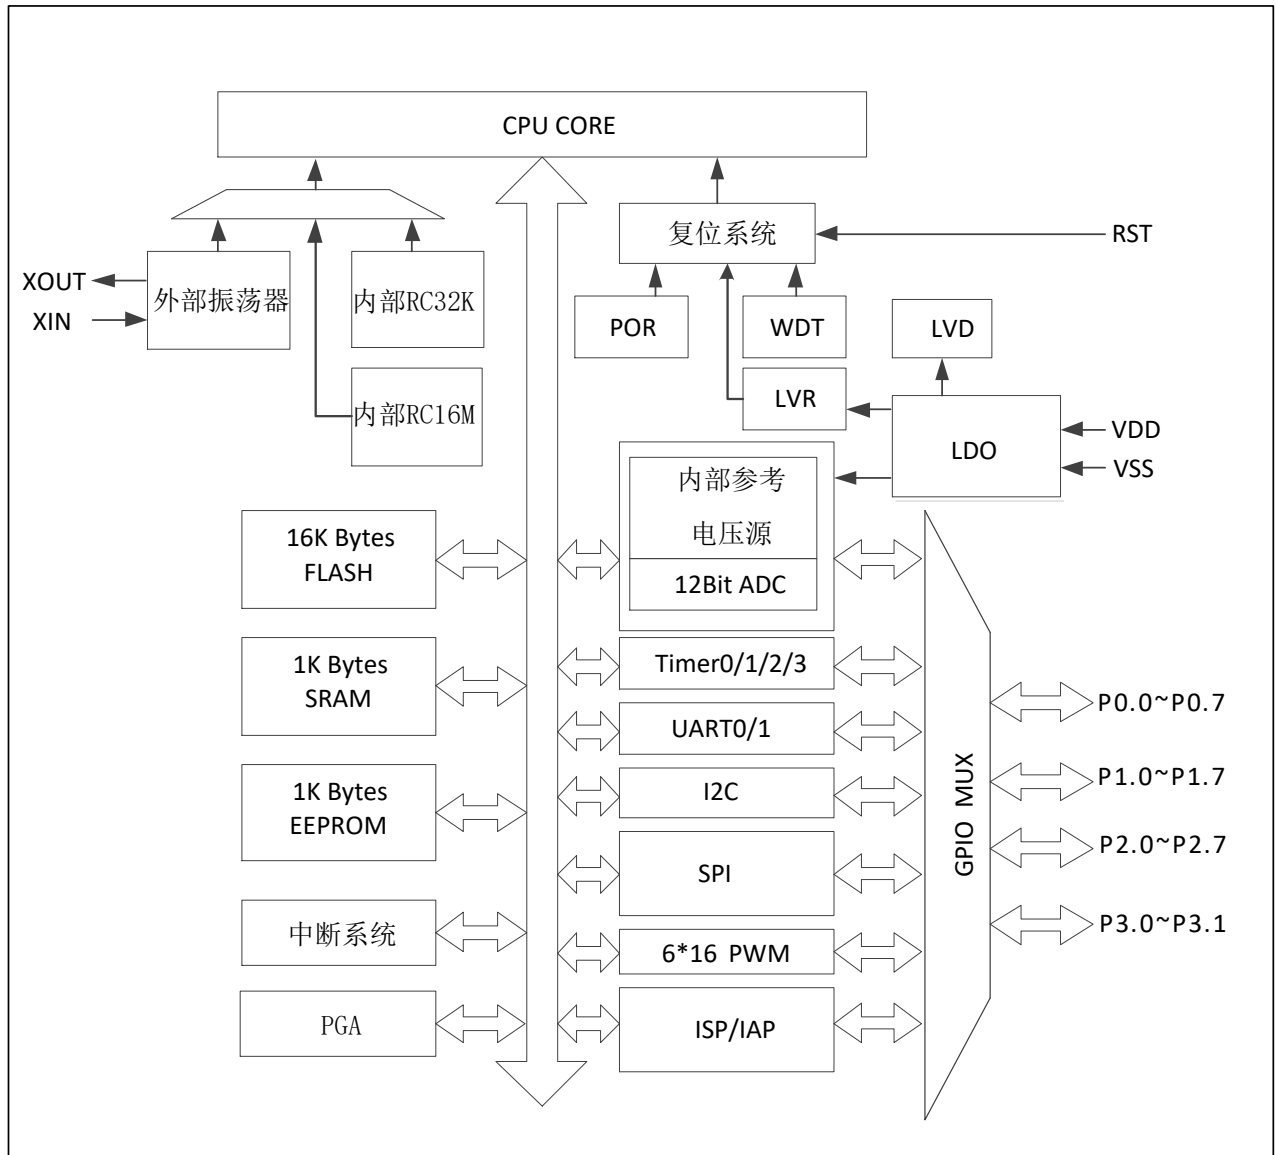 CPU CORE
复位系统
RST
XOUT
XIN
外部振荡器
内部RC32K
POR
WDT
LVD
内部RC16M
LVR
LDO
VDD
VSS
内部参考
电压源
12Bit ADC
16K Bytes
FLASH
Timer0/1/2/3
1K Bytes
SRAM
UART0/1
P0.0~P0.7
I2C
P1.0~P1.7
1K Bytes
EEPROM
GPIO MUX
SPI
P2.0~P2.7
中断系统
P3.0~P3.1
6*16 PWM
PGA
ISP/IAP